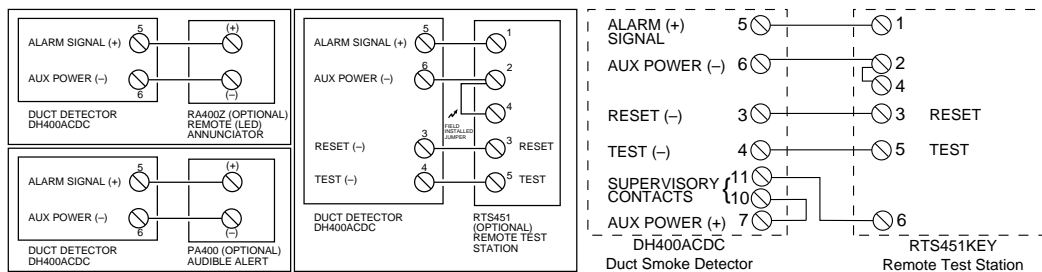 5 (+)
ALARM SIGNAL (+)
AUX POWER (–)
6 (–)
DUCT DETECTOR
DH400ACDC
RA400Z (OPTIONAL)
REMOTE (LED)
ANNUNCIATOR
5 (+)
ALARM SIGNAL (+)
AUX POWER (–)
6 (–)
DUCT DETECTOR
DH400ACDC
PA400 (OPTIONAL)
AUDIBLE ALERT
ALARM SIGNAL (+) 5 1
AUX POWER (–) 6 2
4
FIELD
INSTALLED
JUMPER
RESET (–) 3 3 RESET
TEST (–) 4 5 TEST
DUCT DETECTOR
DH400ACDC
RTS451
(OPTIONAL)
REMOTE TEST
STATION
ALARM (+) 5 1
SIGNAL
AUX POWER (–) 6 2
4
RESET (–) 3 3 RESET
TEST (–) 4 5 TEST
SUPERVISORY { 11
CONTACTS 10
AUX POWER (+) 7 6
DH400ACDC
Duct Smoke Detector
RTS451KEY
Remote Test Station